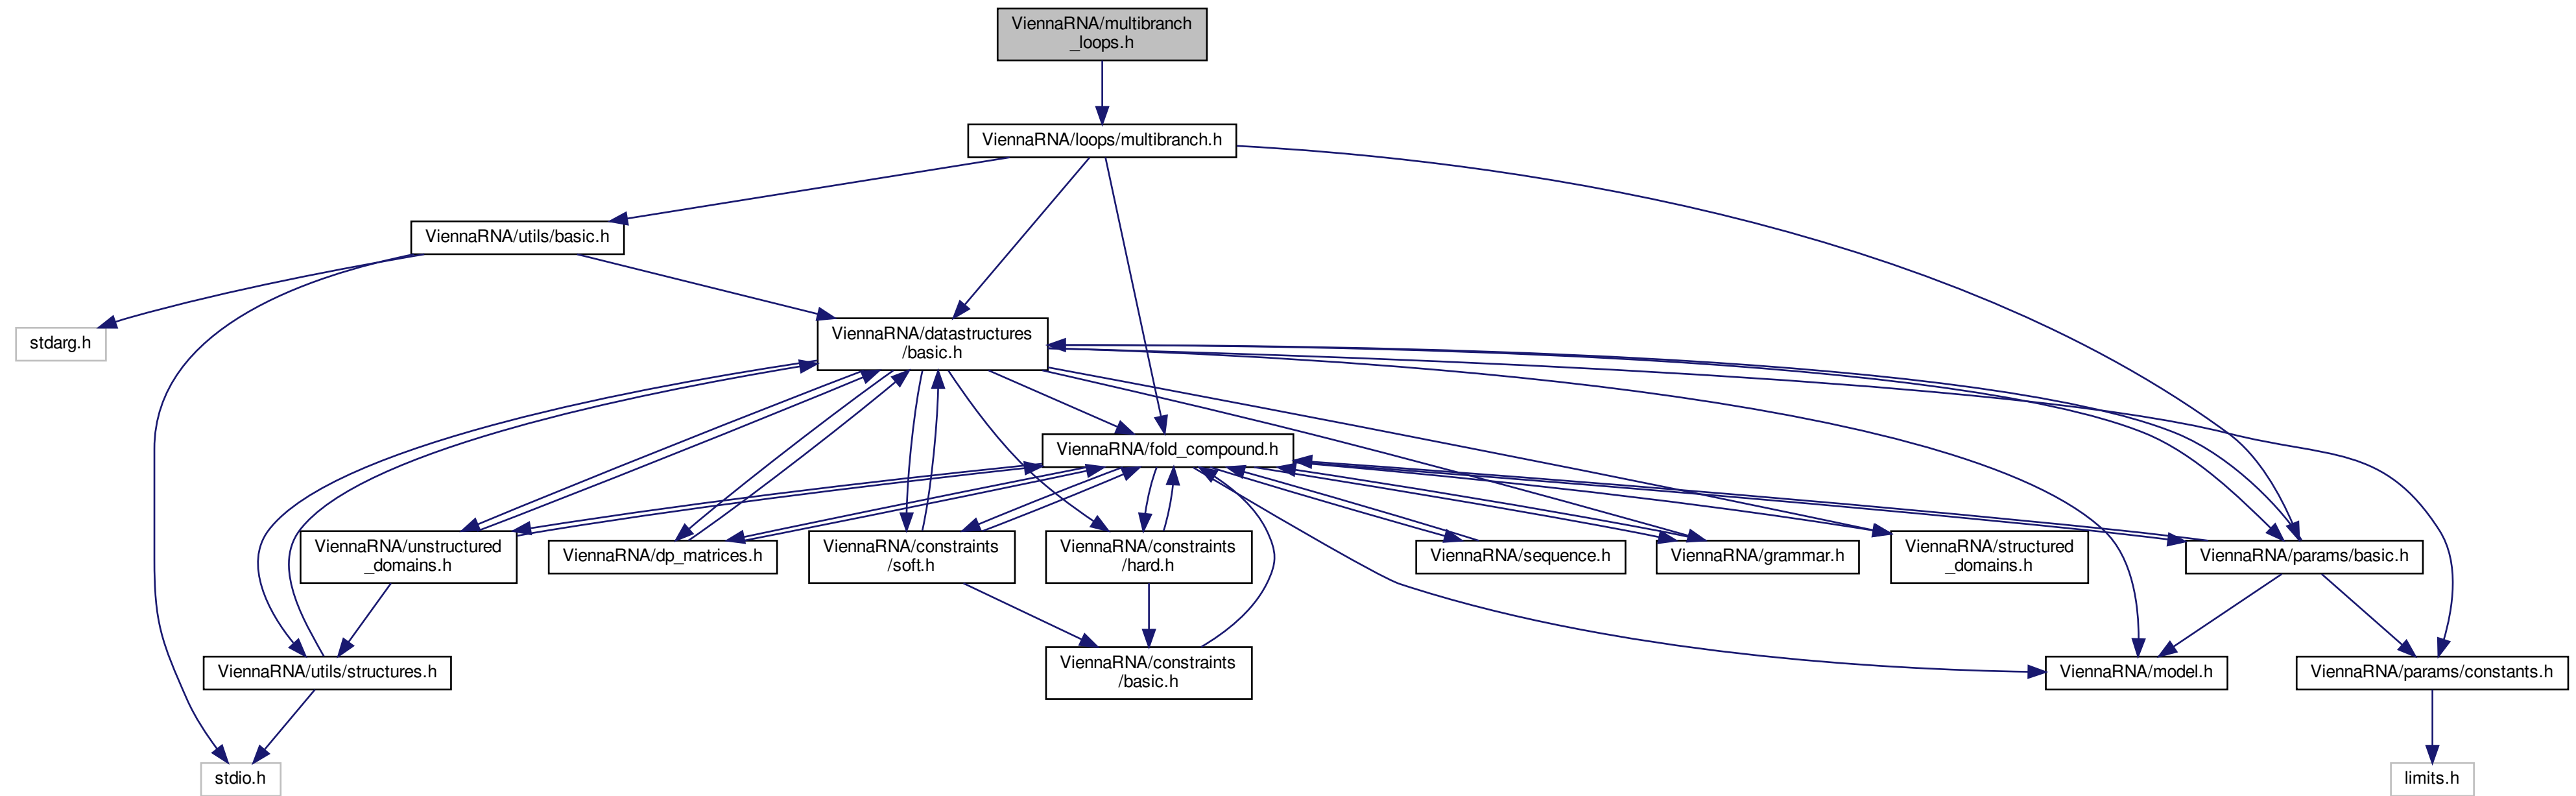 ViennaRNA/multibranch
_loops.h
ViennaRNA/loops/multibranch.h
ViennaRNA/utils/basic.h
stdarg.h
ViennaRNA/datastructures
/basic.h
ViennaRNA/fold_compound.h
ViennaRNA/unstructured
_domains.h
ViennaRNA/dp_matrices.h
ViennaRNA/constraints
/soft.h
ViennaRNA/constraints
/hard.h
ViennaRNA/sequence.h
ViennaRNA/grammar.h
ViennaRNA/structured
_domains.h
ViennaRNA/params/basic.h
ViennaRNA/utils/structures.h
ViennaRNA/constraints
/basic.h
ViennaRNA/model.h
ViennaRNA/params/constants.h
stdio.h
limits.h